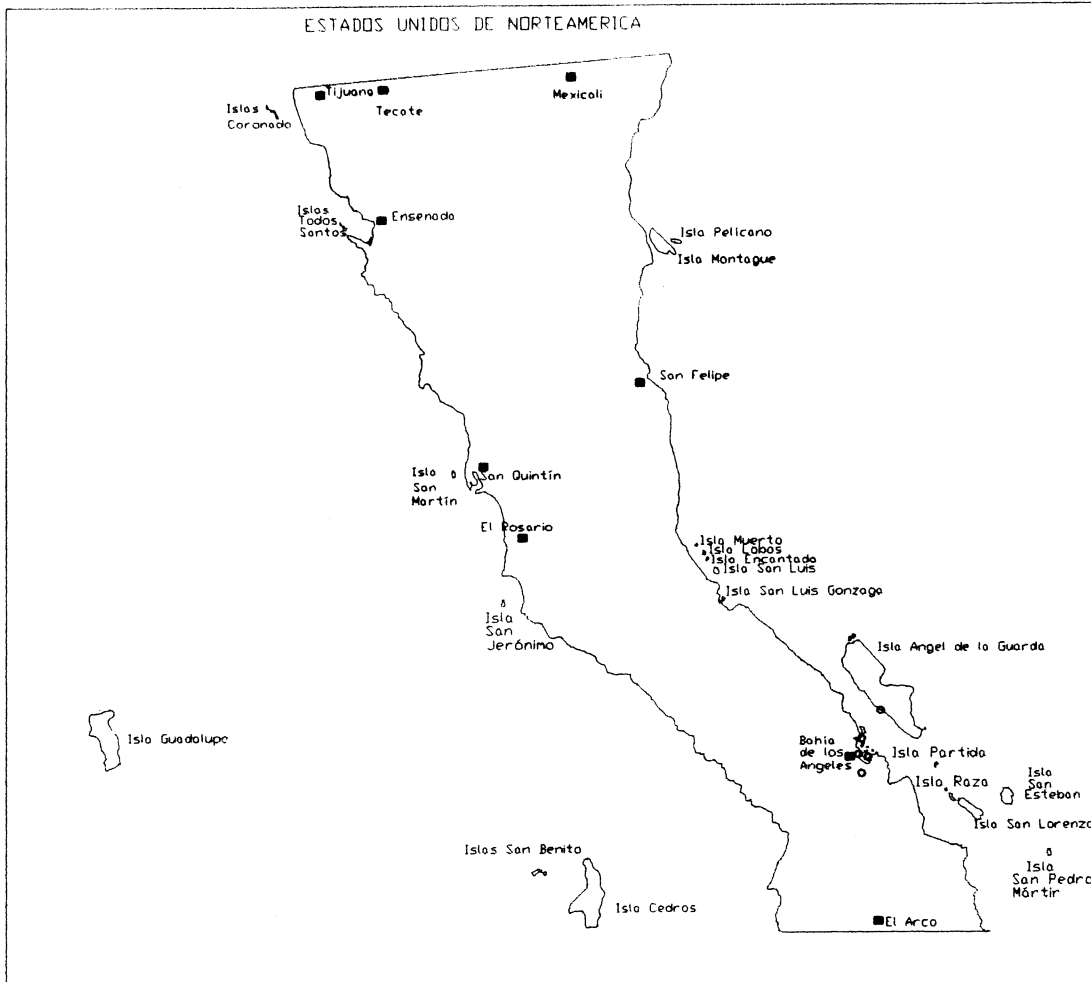 ESTADOS UNIDOS DE NORTEAMERICA
Tijuana
Tecate
Mexicali
Islas
Coronado
Islas
Todos
Santos
Ensenada
Isla Pelícano
Isla Montague
San Felipe
Isla
San
Martín
San Quintín
El Rosario
Isla Muerto
Isla Lobos
Isla Encantada
Isla San Luis
Isla San Luis Gonzaga
Isla
San
Jerónimo
Isla Angel de la Guarda
Isla Guadalupe
Bahia
de los
Angeles
Isla Partida
Isla Raza
Isla
San
Esteban
Isla San Lorenzo
Islas San Benito
Isla
San Pedro
Mártir
Isla Cedros
El Arco